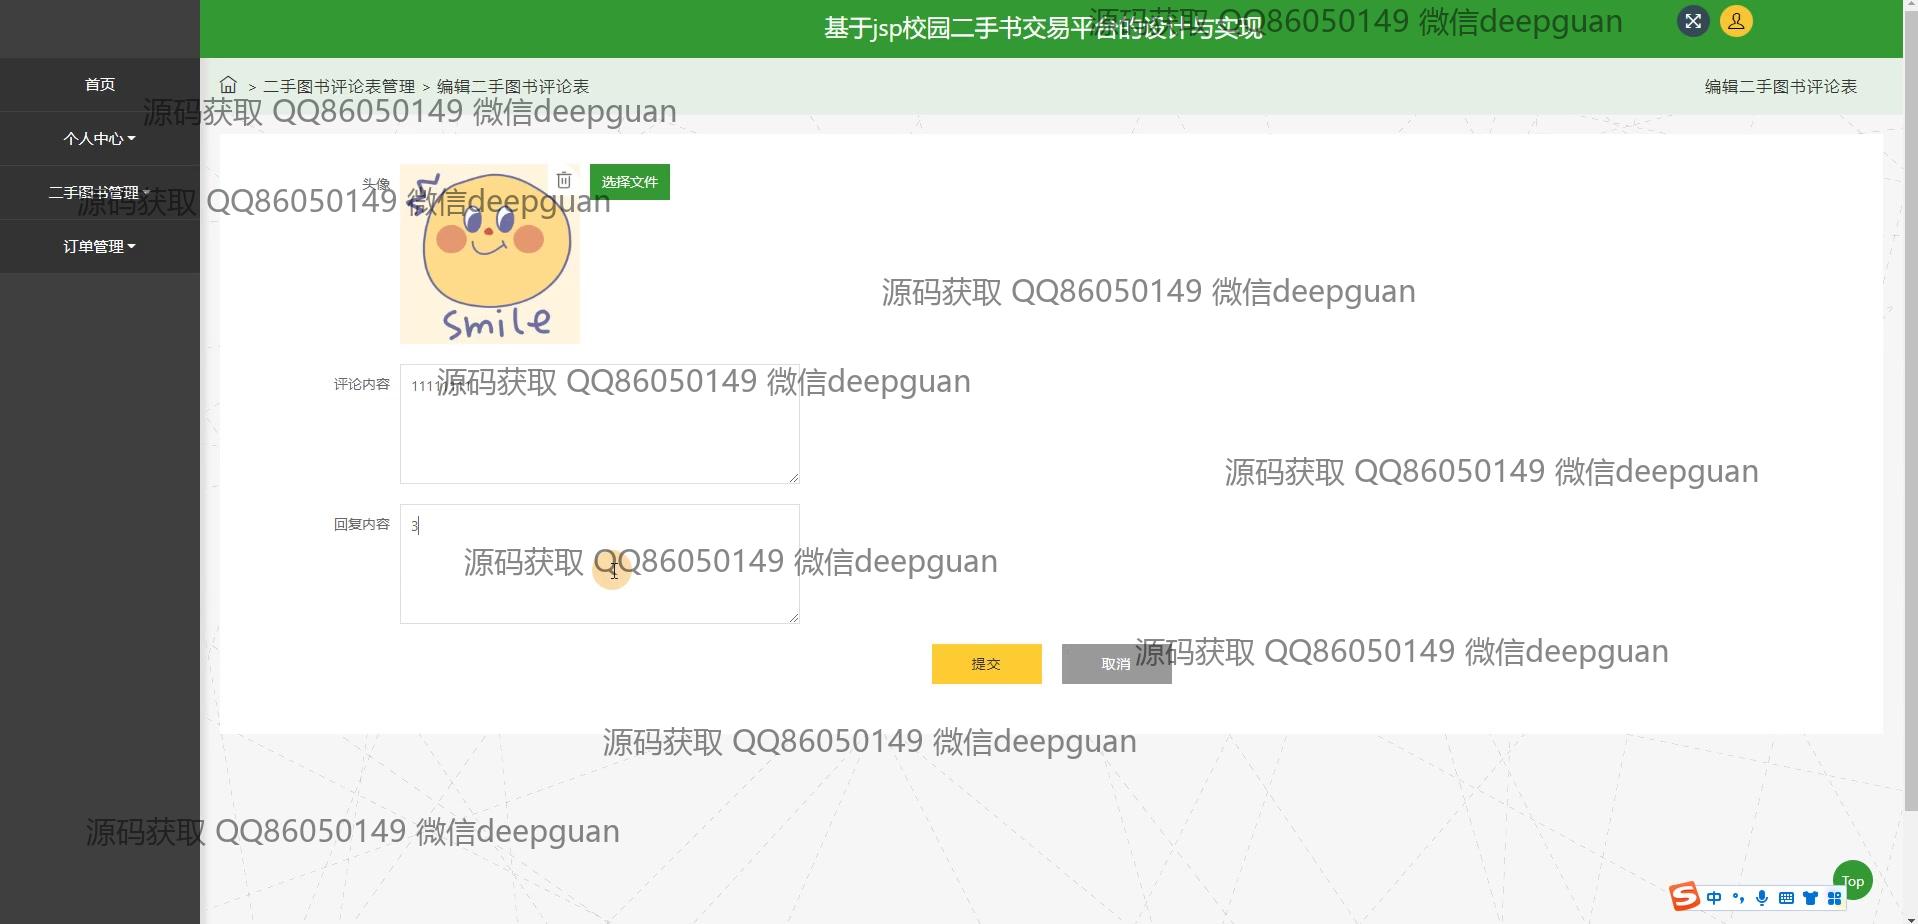 基于jsp校园二手书交易平台的设计与实现
源码获取 QQ86050149 微信deepguan
首页
> 二手图书评论表管理 > 编辑二手图书评论表
编辑二手图书评论表
源码获取 QQ86050149 微信deepguan
个人中心
头像
选择文件
二手图书管理
源码获取 QQ86050149 微信deepguan
订单管理
smile
源码获取 QQ86050149 微信deepguan
评论内容
源码获取 QQ86050149 微信deepguan
源码获取 QQ86050149 微信deepguan
回复内容
3
源码获取 QQ86050149 微信deepguan
提交
取消
源码获取 QQ86050149 微信deepguan
源码获取 QQ86050149 微信deepguan
源码获取 QQ86050149 微信deepguan
Top
中